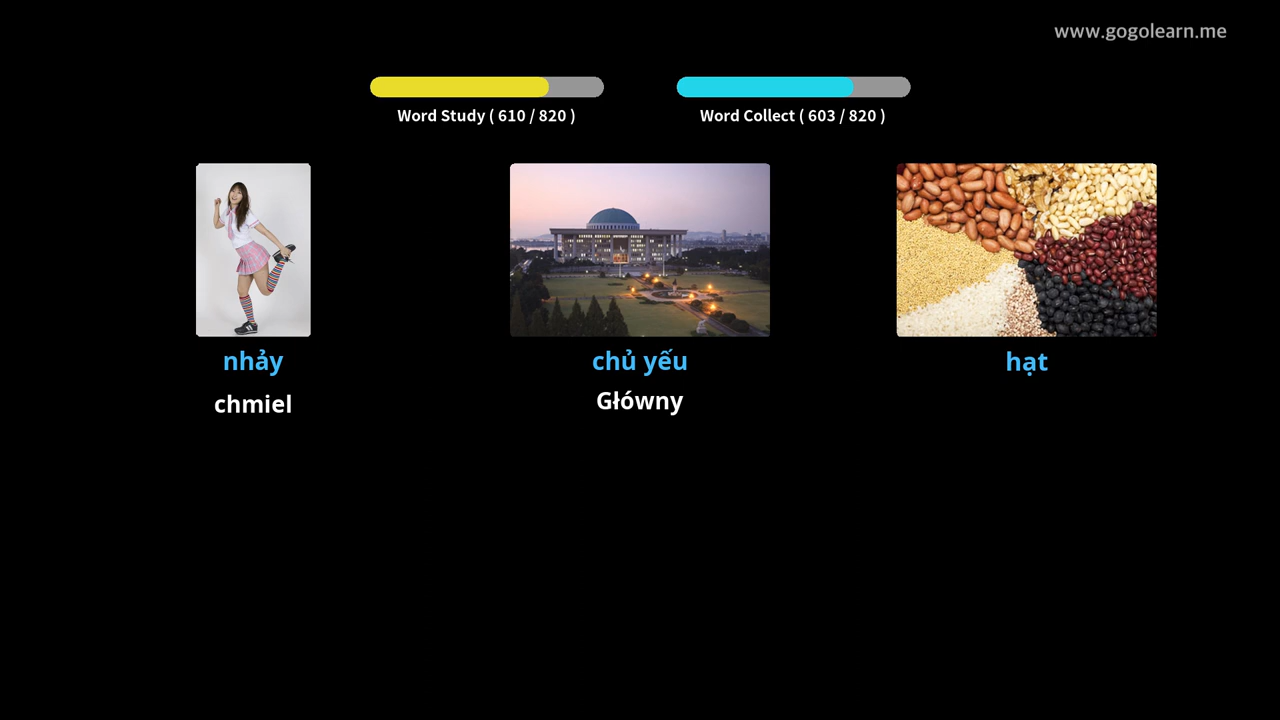 www.gogolearn.me
Word Study ( 610 / 820 )
Word Collect ( 603 / 820 )
nhảy
chủ yếu
hạt
chmiel
Główny